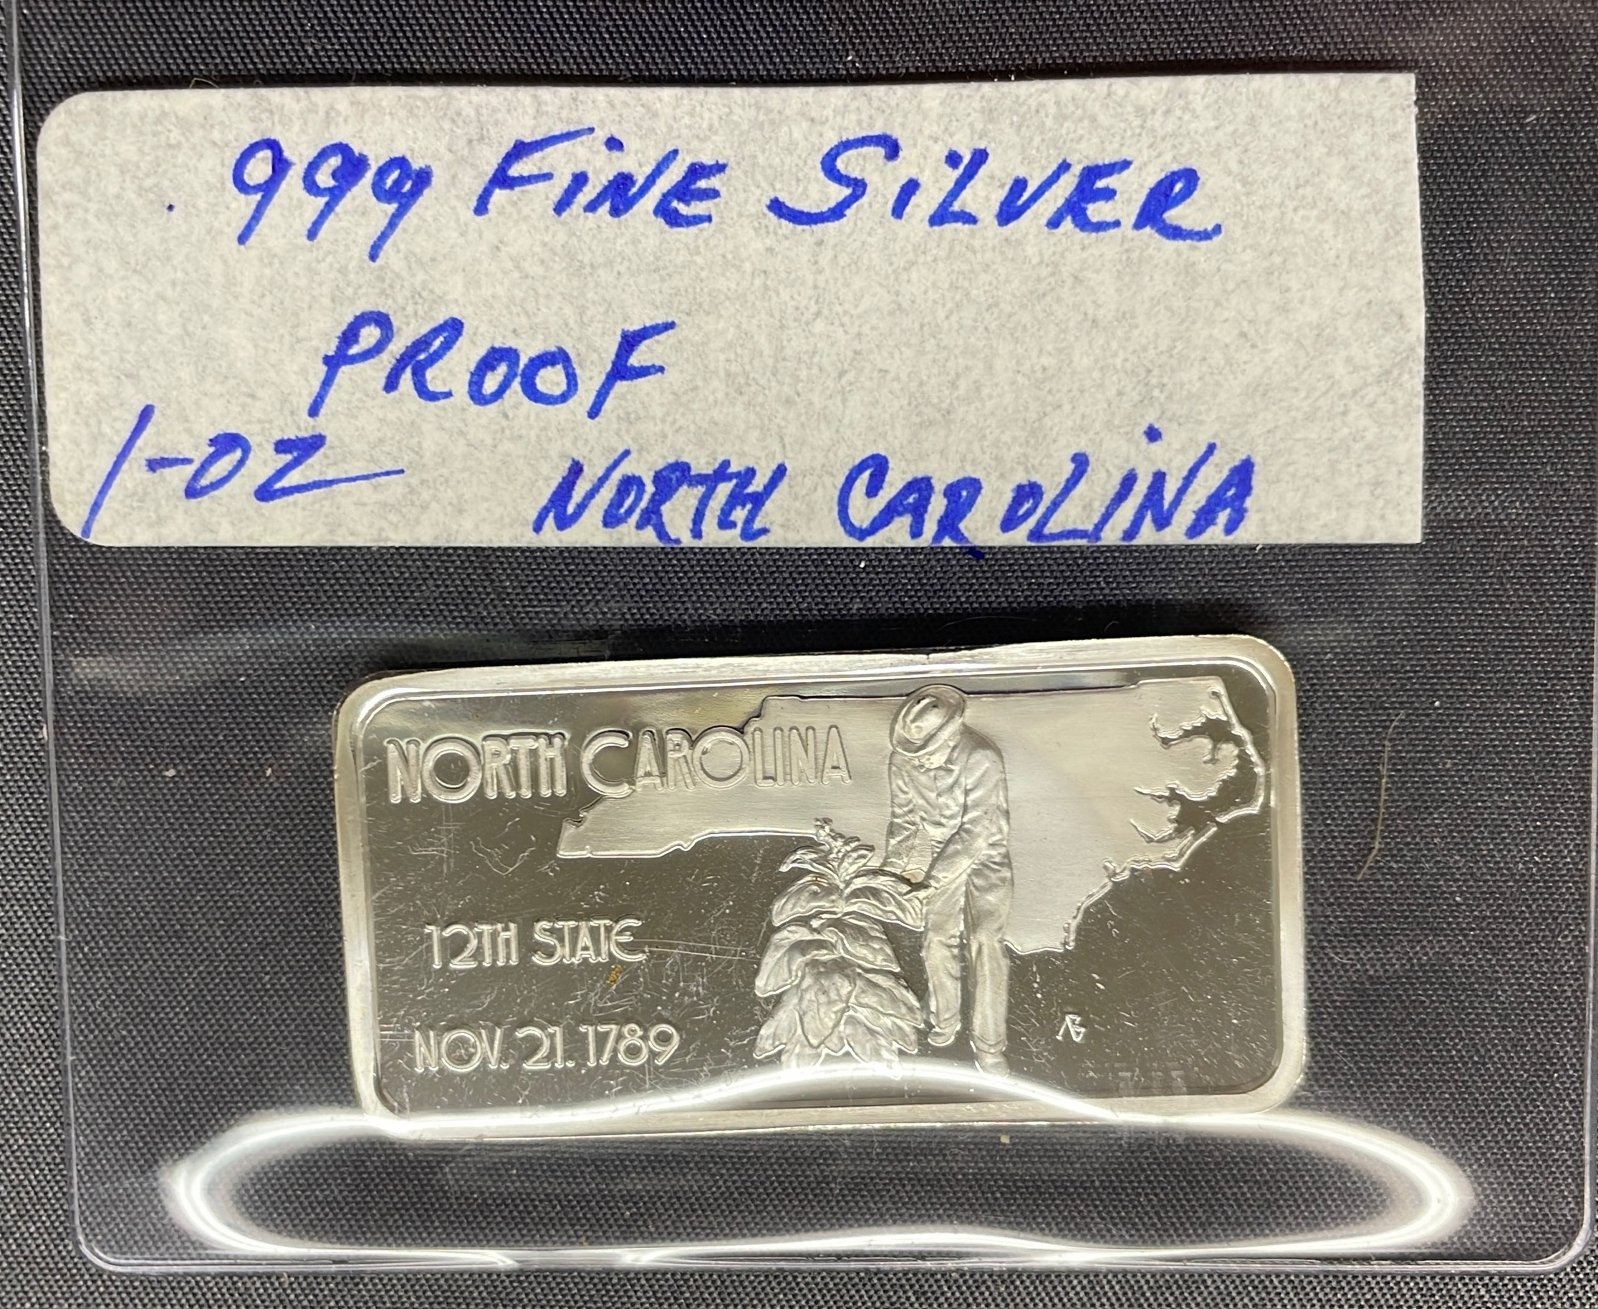 .999 FiNE SiLVER
PROOF
1-OZ NORTH CAROLiNA
NORTH CAROLINA
12TH STATE
NOV. 21. 1789